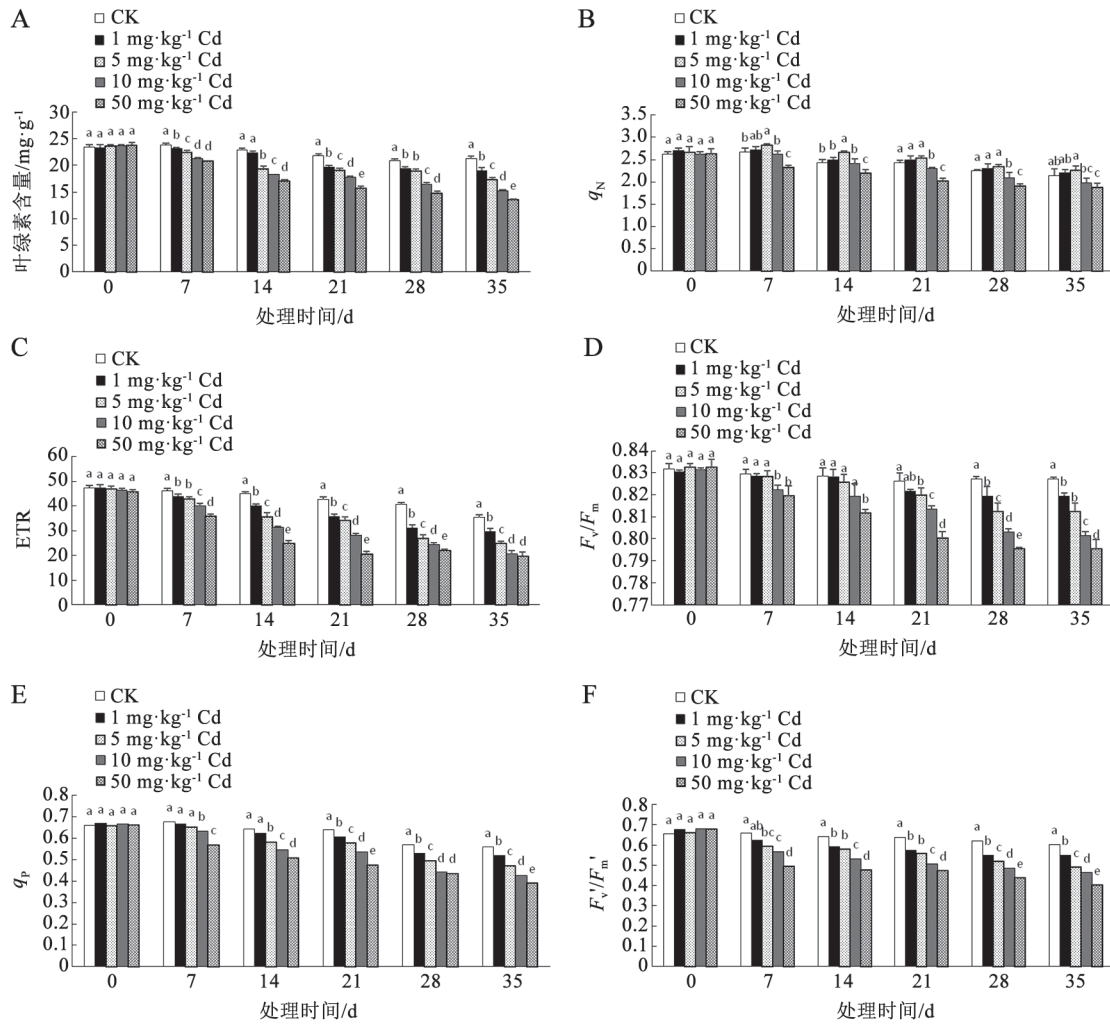 A
CK
1 mg·kg⁻¹ Cd
5 mg·kg⁻¹ Cd
10 mg·kg⁻¹ Cd
50 mg·kg⁻¹ Cd
叶绿素含量/mg·g⁻¹
30
25
20
15
10
5
0
a a a a a
a b c d d
a a b c d
a b c c d
a b b c d
a b c d e
0 7 14 21 28 35
处理时间/d
B
CK
1 mg·kg⁻¹ Cd
5 mg·kg⁻¹ Cd
10 mg·kg⁻¹ Cd
50 mg·kg⁻¹ Cd
qN
3.5
3.0
2.5
2.0
1.5
1.0
0.5
0
a a a a a
b b a b c
b b a b c
a a a b c
a a a b c
ab ab a bc c
0 7 14 21 28 35
处理时间/d
C
CK
1 mg·kg⁻¹ Cd
5 mg·kg⁻¹ Cd
10 mg·kg⁻¹ Cd
50 mg·kg⁻¹ Cd
ETR
60
50
40
30
20
10
0
a a a a a
a b b c d
a b c d e
a b c d e
a b c d d
a b c d d
0 7 14 21 28 35
处理时间/d
D
CK
1 mg·kg⁻¹ Cd
5 mg·kg⁻¹ Cd
10 mg·kg⁻¹ Cd
50 mg·kg⁻¹ Cd
Fv/Fm
0.84
0.83
0.82
0.81
0.80
0.79
0.78
0.77
a a a a a
a a a b b
a a a b c
a b b c d
a b c d e
a b b c d
0 7 14 21 28 35
处理时间/d
E
CK
1 mg·kg⁻¹ Cd
5 mg·kg⁻¹ Cd
10 mg·kg⁻¹ Cd
50 mg·kg⁻¹ Cd
qP
0.8
0.7
0.6
0.5
0.4
0.3
0.2
0.1
0
a a a a a
a a a b c
a a b c d
a b c d e
a b c d d
a b c d e
0 7 14 21 28 35
处理时间/d
F
CK
1 mg·kg⁻¹ Cd
5 mg·kg⁻¹ Cd
10 mg·kg⁻¹ Cd
50 mg·kg⁻¹ Cd
Fv'/Fm'
0.8
0.7
0.6
0.5
0.4
0.3
0.2
0.1
0
a a a a a
a ab bc c d
a b b c d
a b b c d
a b b c d
a b c d e
0 7 14 21 28 35
处理时间/d